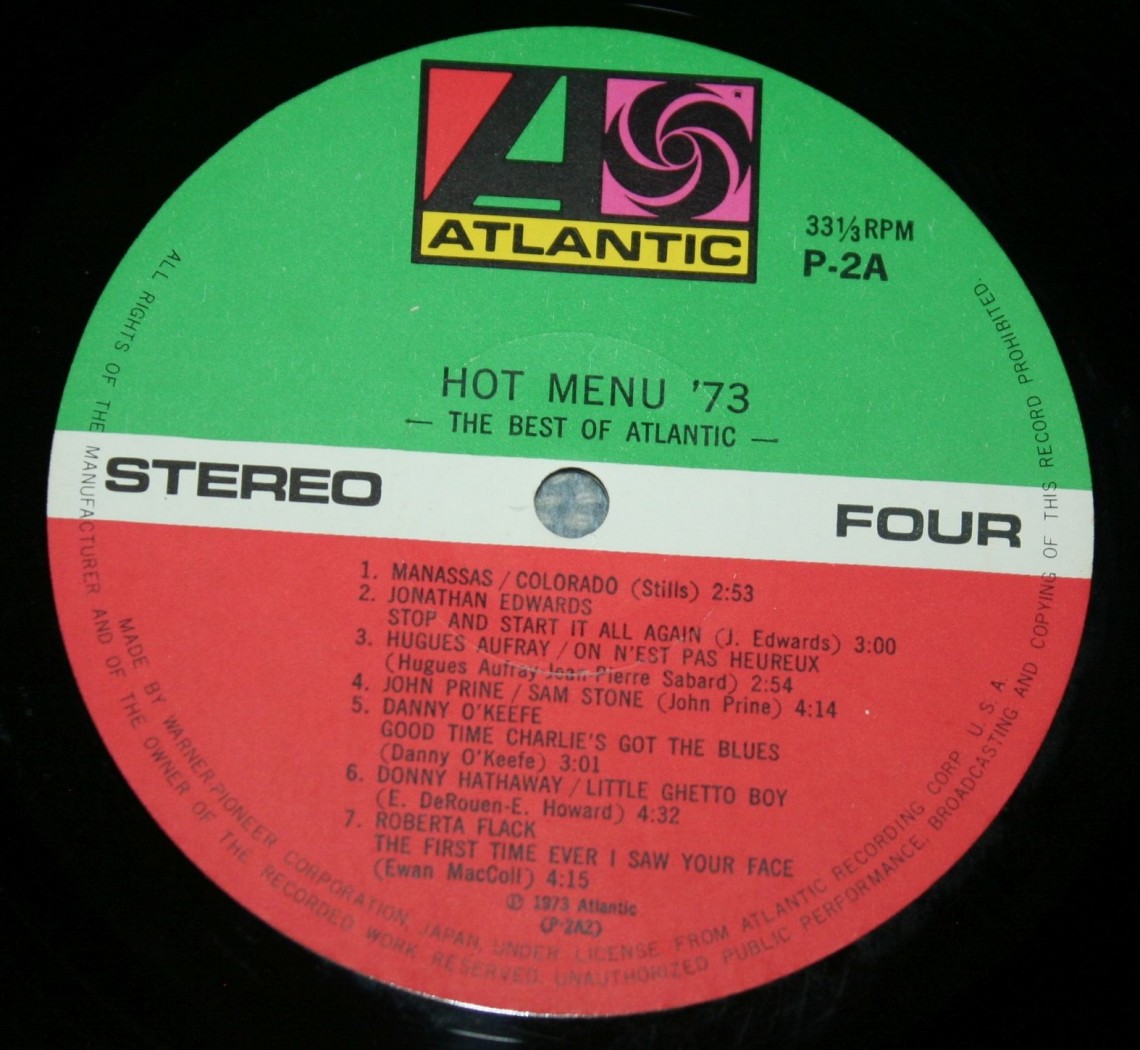 ATLANTIC
33⅓ RPM
P-2A
HOT MENU '73
— THE BEST OF ATLANTIC —
STEREO
FOUR
1. MANASSAS / COLORADO (Stills) 2:53
2. JONATHAN EDWARDS
STOP AND START IT ALL AGAIN (J. Edwards) 3:00
3. HUGUES AUFRAY / ON N'EST PAS HEUREUX
(Hugues Aufray-Jean-Pierre Sabard) 2:54
4. JOHN PRINE / SAM STONE (John Prine) 4:14
5. DANNY O'KEEFE
GOOD TIME CHARLIE'S GOT THE BLUES
(Danny O'Keefe) 3:01
6. DONNY HATHAWAY / LITTLE GHETTO BOY
(E. DeRouen-E. Howard) 4:32
7. ROBERTA FLACK
THE FIRST TIME EVER I SAW YOUR FACE
(Ewan MacColl) 4:15
Ⓟ 1973 Atlantic
(P-2A2)
MADE BY WARNER-PIONEER CORPORATION, JAPAN, UNDER LICENSE FROM ATLANTIC RECORDING CORP. U. S. A.
ALL RIGHTS OF THE MANUFACTURER AND OF THE OWNER OF THE RECORDED WORK RESERVED. UNAUTHORIZED PUBLIC PERFORMANCE, BROADCASTING AND COPYING OF THIS RECORD PROHIBITED.